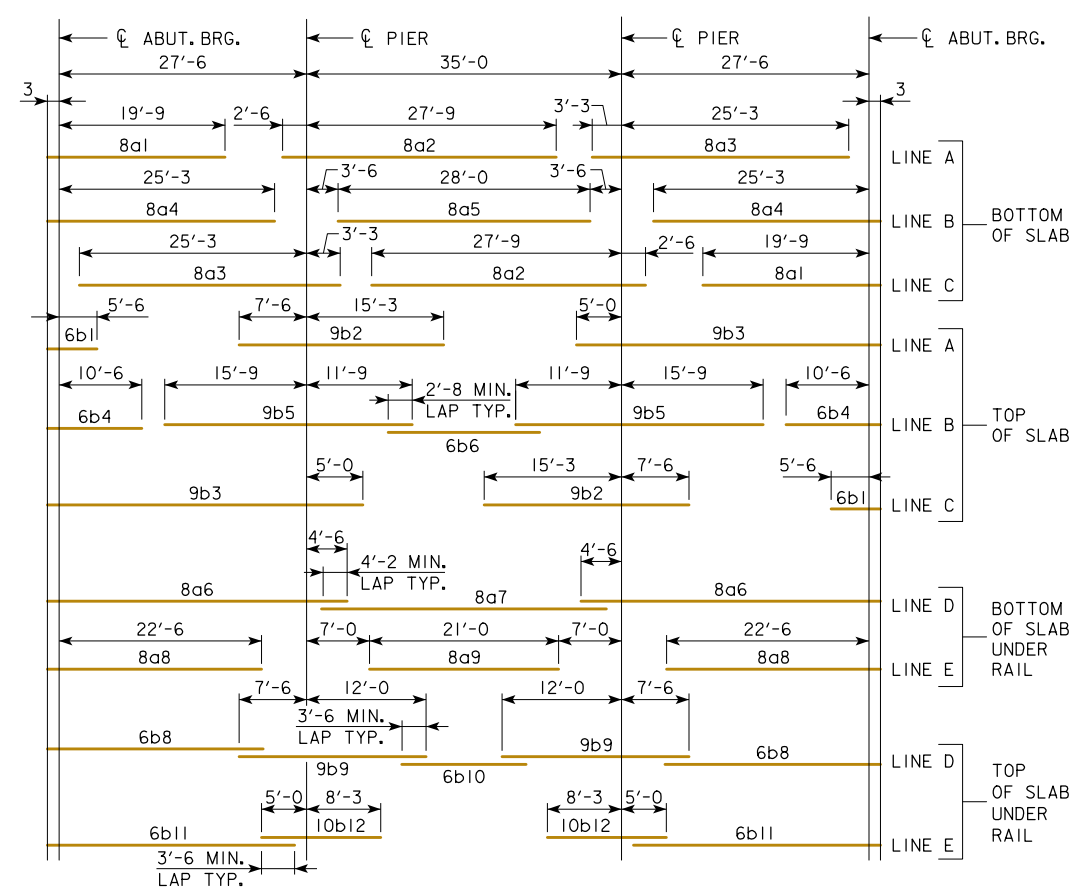 ℄ ABUT. BRG. ℄ PIER ℄ PIER ℄ ABUT. BRG.
27'-6 35'-0 27'-6
3 3
19'-9 2'-6 27'-9 3'-3 25'-3
8a1 8a2 8a3 LINE A
3'-6 3'-6
25'-3 28'-0 25'-3
8a4 8a5 8a4 LINE B
BOTTOM
OF SLAB
3'-3
25'-3 27'-9 2'-6 19'-9
8a3 8a2 8a1 LINE C
5'-6 7'-6 15'-3 5'-0
6b1 9b2 9b3 LINE A
10'-6 15'-9 11'-9 11'-9 15'-9 10'-6
2'-8 MIN.
LAP TYP.
6b4 9b5 9b5 6b4 LINE B
6b6
TOP
OF SLAB
5'-0 15'-3 7'-6 5'-6
9b3 9b2 6b1 LINE C
4'-6 4'-6
4'-2 MIN.
LAP TYP.
8a6 8a7 8a6 LINE D
22'-6 7'-0 21'-0 7'-0 22'-6
8a8 8a9 8a8 LINE E
BOTTOM
OF SLAB
UNDER
RAIL
7'-6 12'-0 12'-0 7'-6
3'-6 MIN.
LAP TYP.
6b8 9b9 6b8 LINE D
9b9 6b10
TOP
OF SLAB
UNDER
RAIL
5'-0 8'-3 8'-3 5'-0
6b11 10b12 10b12 6b11 LINE E
3'-6 MIN.
LAP TYP.